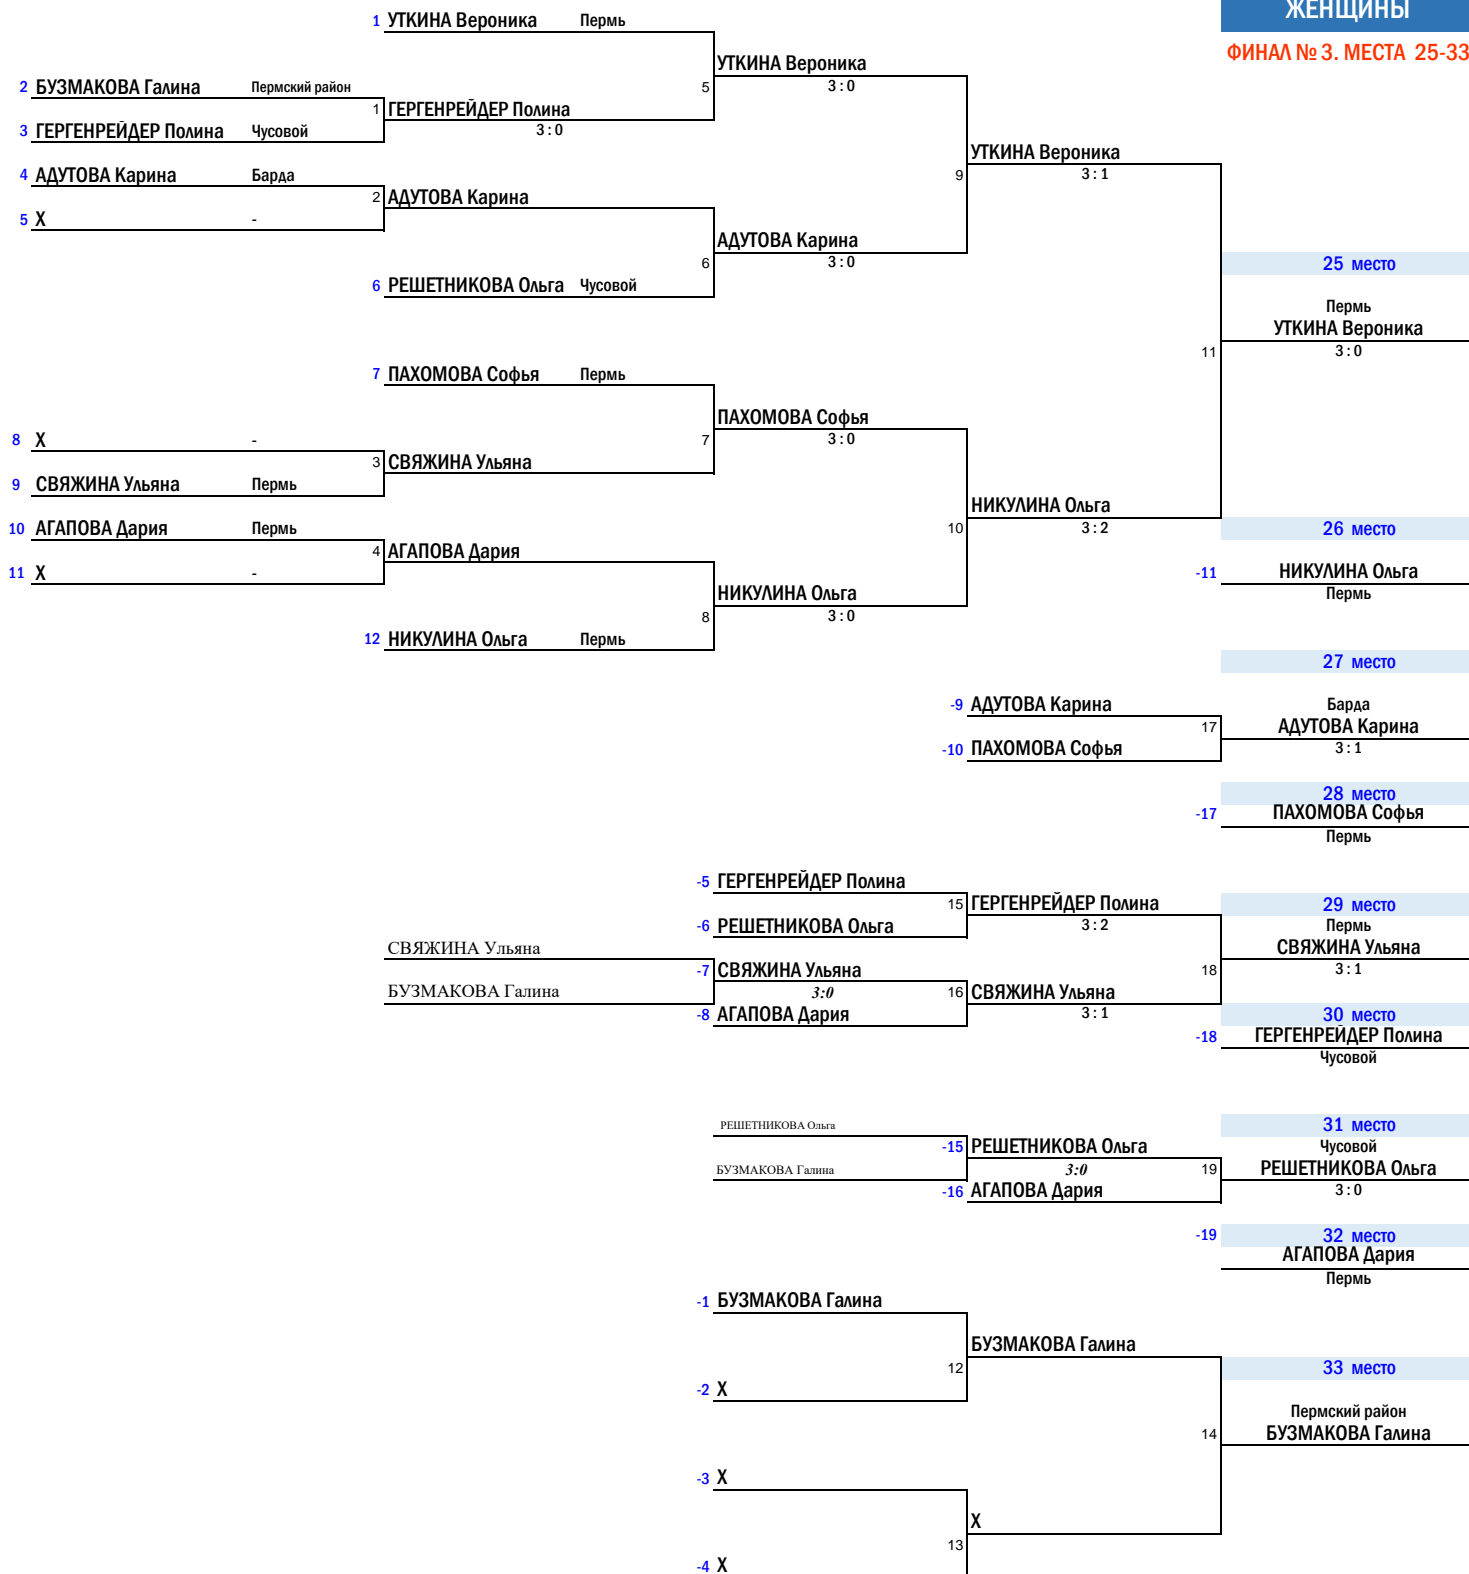 ЖЕНЩИНЫ
ФИНАЛ № 3. МЕСТА 25-33
1 УТКИНА Вероника Пермь
УТКИНА Вероника
5 3 : 0
2 БУЗМАКОВА Галина Пермский район
1 ГЕРГЕНРЕЙДЕР Полина
3 : 0
3 ГЕРГЕНРЕЙДЕР Полина Чусовой
УТКИНА Вероника
9 3 : 1
4 АДУТОВА Карина Барда
2 АДУТОВА Карина
5 X -
АДУТОВА Карина
6 3 : 0
25 место
6 РЕШЕТНИКОВА Ольга Чусовой
Пермь
УТКИНА Вероника
11 3 : 0
7 ПАХОМОВА Софья Пермь
ПАХОМОВА Софья
7 3 : 0
8 X -
3 СВЯЖИНА Ульяна
9 СВЯЖИНА Ульяна Пермь
НИКУЛИНА Ольга
10 3 : 2
26 место
10 АГАПОВА Дария Пермь
4 АГАПОВА Дария
11 X -
-11 НИКУЛИНА Ольга
Пермь
НИКУЛИНА Ольга
8 3 : 0
12 НИКУЛИНА Ольга Пермь
27 место
-9 АДУТОВА Карина
Барда
17 АДУТОВА Карина
3 : 1
-10 ПАХОМОВА Софья
28 место
-17 ПАХОМОВА Софья
Пермь
-5 ГЕРГЕНРЕЙДЕР Полина
15 ГЕРГЕНРЕЙДЕР Полина
3 : 2
29 место
Пермь
-6 РЕШЕТНИКОВА Ольга
СВЯЖИНА Ульяна
СВЯЖИНА Ульяна
18 3 : 1
-7 СВЯЖИНА Ульяна
3:0
БУЗМАКОВА Галина
16 СВЯЖИНА Ульяна
3 : 1
-8 АГАПОВА Дария
30 место
-18 ГЕРГЕНРЕЙДЕР Полина
Чусовой
РЕШЕТНИКОВА Ольга
31 место
-15 РЕШЕТНИКОВА Ольга
Чусовой
БУЗМАКОВА Галина
3:0
19 РЕШЕТНИКОВА Ольга
3 : 0
-16 АГАПОВА Дария
-19 32 место
АГАПОВА Дария
Пермь
-1 БУЗМАКОВА Галина
БУЗМАКОВА Галина
12
33 место
-2 X
Пермский район
14 БУЗМАКОВА Галина
-3 X
X
13
-4 X